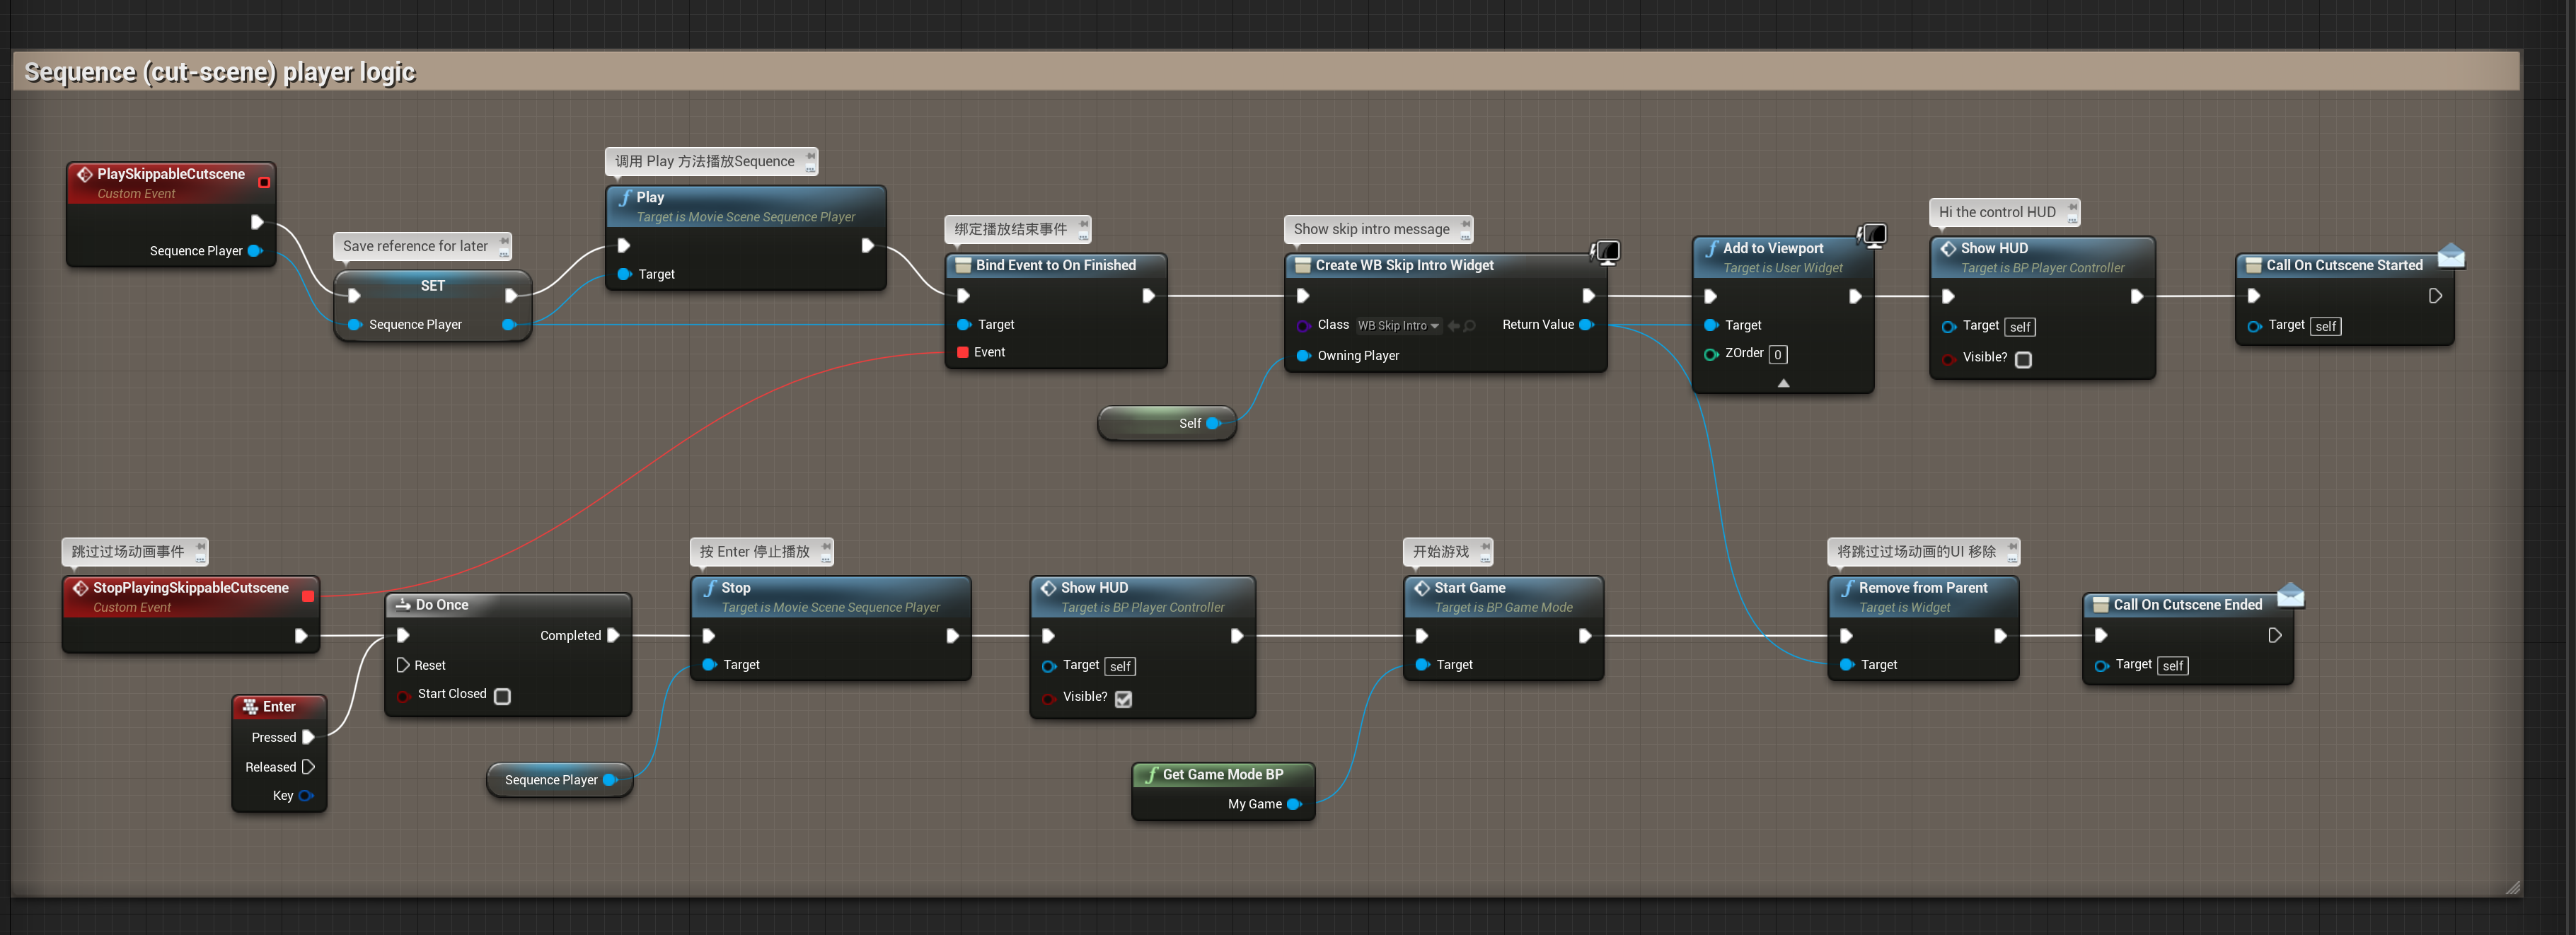 Sequence (cut-scene) player logic
PlaySkippableCutscene
Custom Event
Sequence Player
Save reference for later
SET
Sequence Player
调用 Play 方法播放Sequence
Play
Target is Movie Scene Sequence Player
Target
绑定播放结束事件
Bind Event to On Finished
Target
Event
Show skip intro message
Create WB Skip Intro Widget
Class WB Skip Intro Return Value
Owning Player
Self
Add to Viewport
Target is User Widget
Target
ZOrder 0
Hi the control HUD
Show HUD
Target is BP Player Controller
Target self
Visible?
Call On Cutscene Started
Target self
跳过过场动画事件
StopPlayingSkippableCutscene
Custom Event
Do Once
Completed
Reset
Start Closed
Enter
Pressed
Released
Key
Sequence Player
按 Enter 停止播放
Stop
Target is Movie Scene Sequence Player
Target
Show HUD
Target is BP Player Controller
Target self
Visible?
Get Game Mode BP
My Game
开始游戏
Start Game
Target is BP Game Mode
Target
将跳过过场动画的UI 移除
Remove from Parent
Target is Widget
Target
Call On Cutscene Ended
Target self